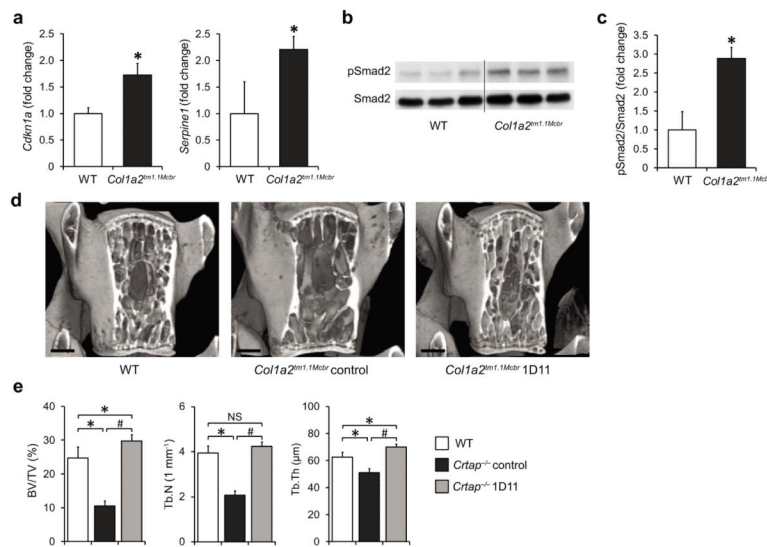 a
Cdkn1a (fold change)
2.5
2.0
1.5
1.0
0.5
0
*
WT
Col1a2tm1.1Mcbr
Serpine1 (fold change)
2.5
2.0
1.5
1.0
0.5
0
*
WT
Col1a2tm1.1Mcbr
b
pSmad2
Smad2
WT
Col1a2tm1.1Mcbr
c
pSmad2/Smad2 (fold change)
3.5
3.0
2.5
2.0
1.5
1.0
0.5
0
*
WT
Col1a2tm1.1Mcbr
d
WT
Col1a2tm1.1Mcbr control
Col1a2tm1.1Mcbr 1D11
e
BV/TV (%)
40
30
20
10
0
*
*
#
Tb.N (1 mm⁻¹)
6
4
2
0
NS
*
#
Tb.Th (μm)
100
80
60
40
20
0
*
*
#
WT
Crtap⁻/⁻ control
Crtap⁻/⁻ 1D11